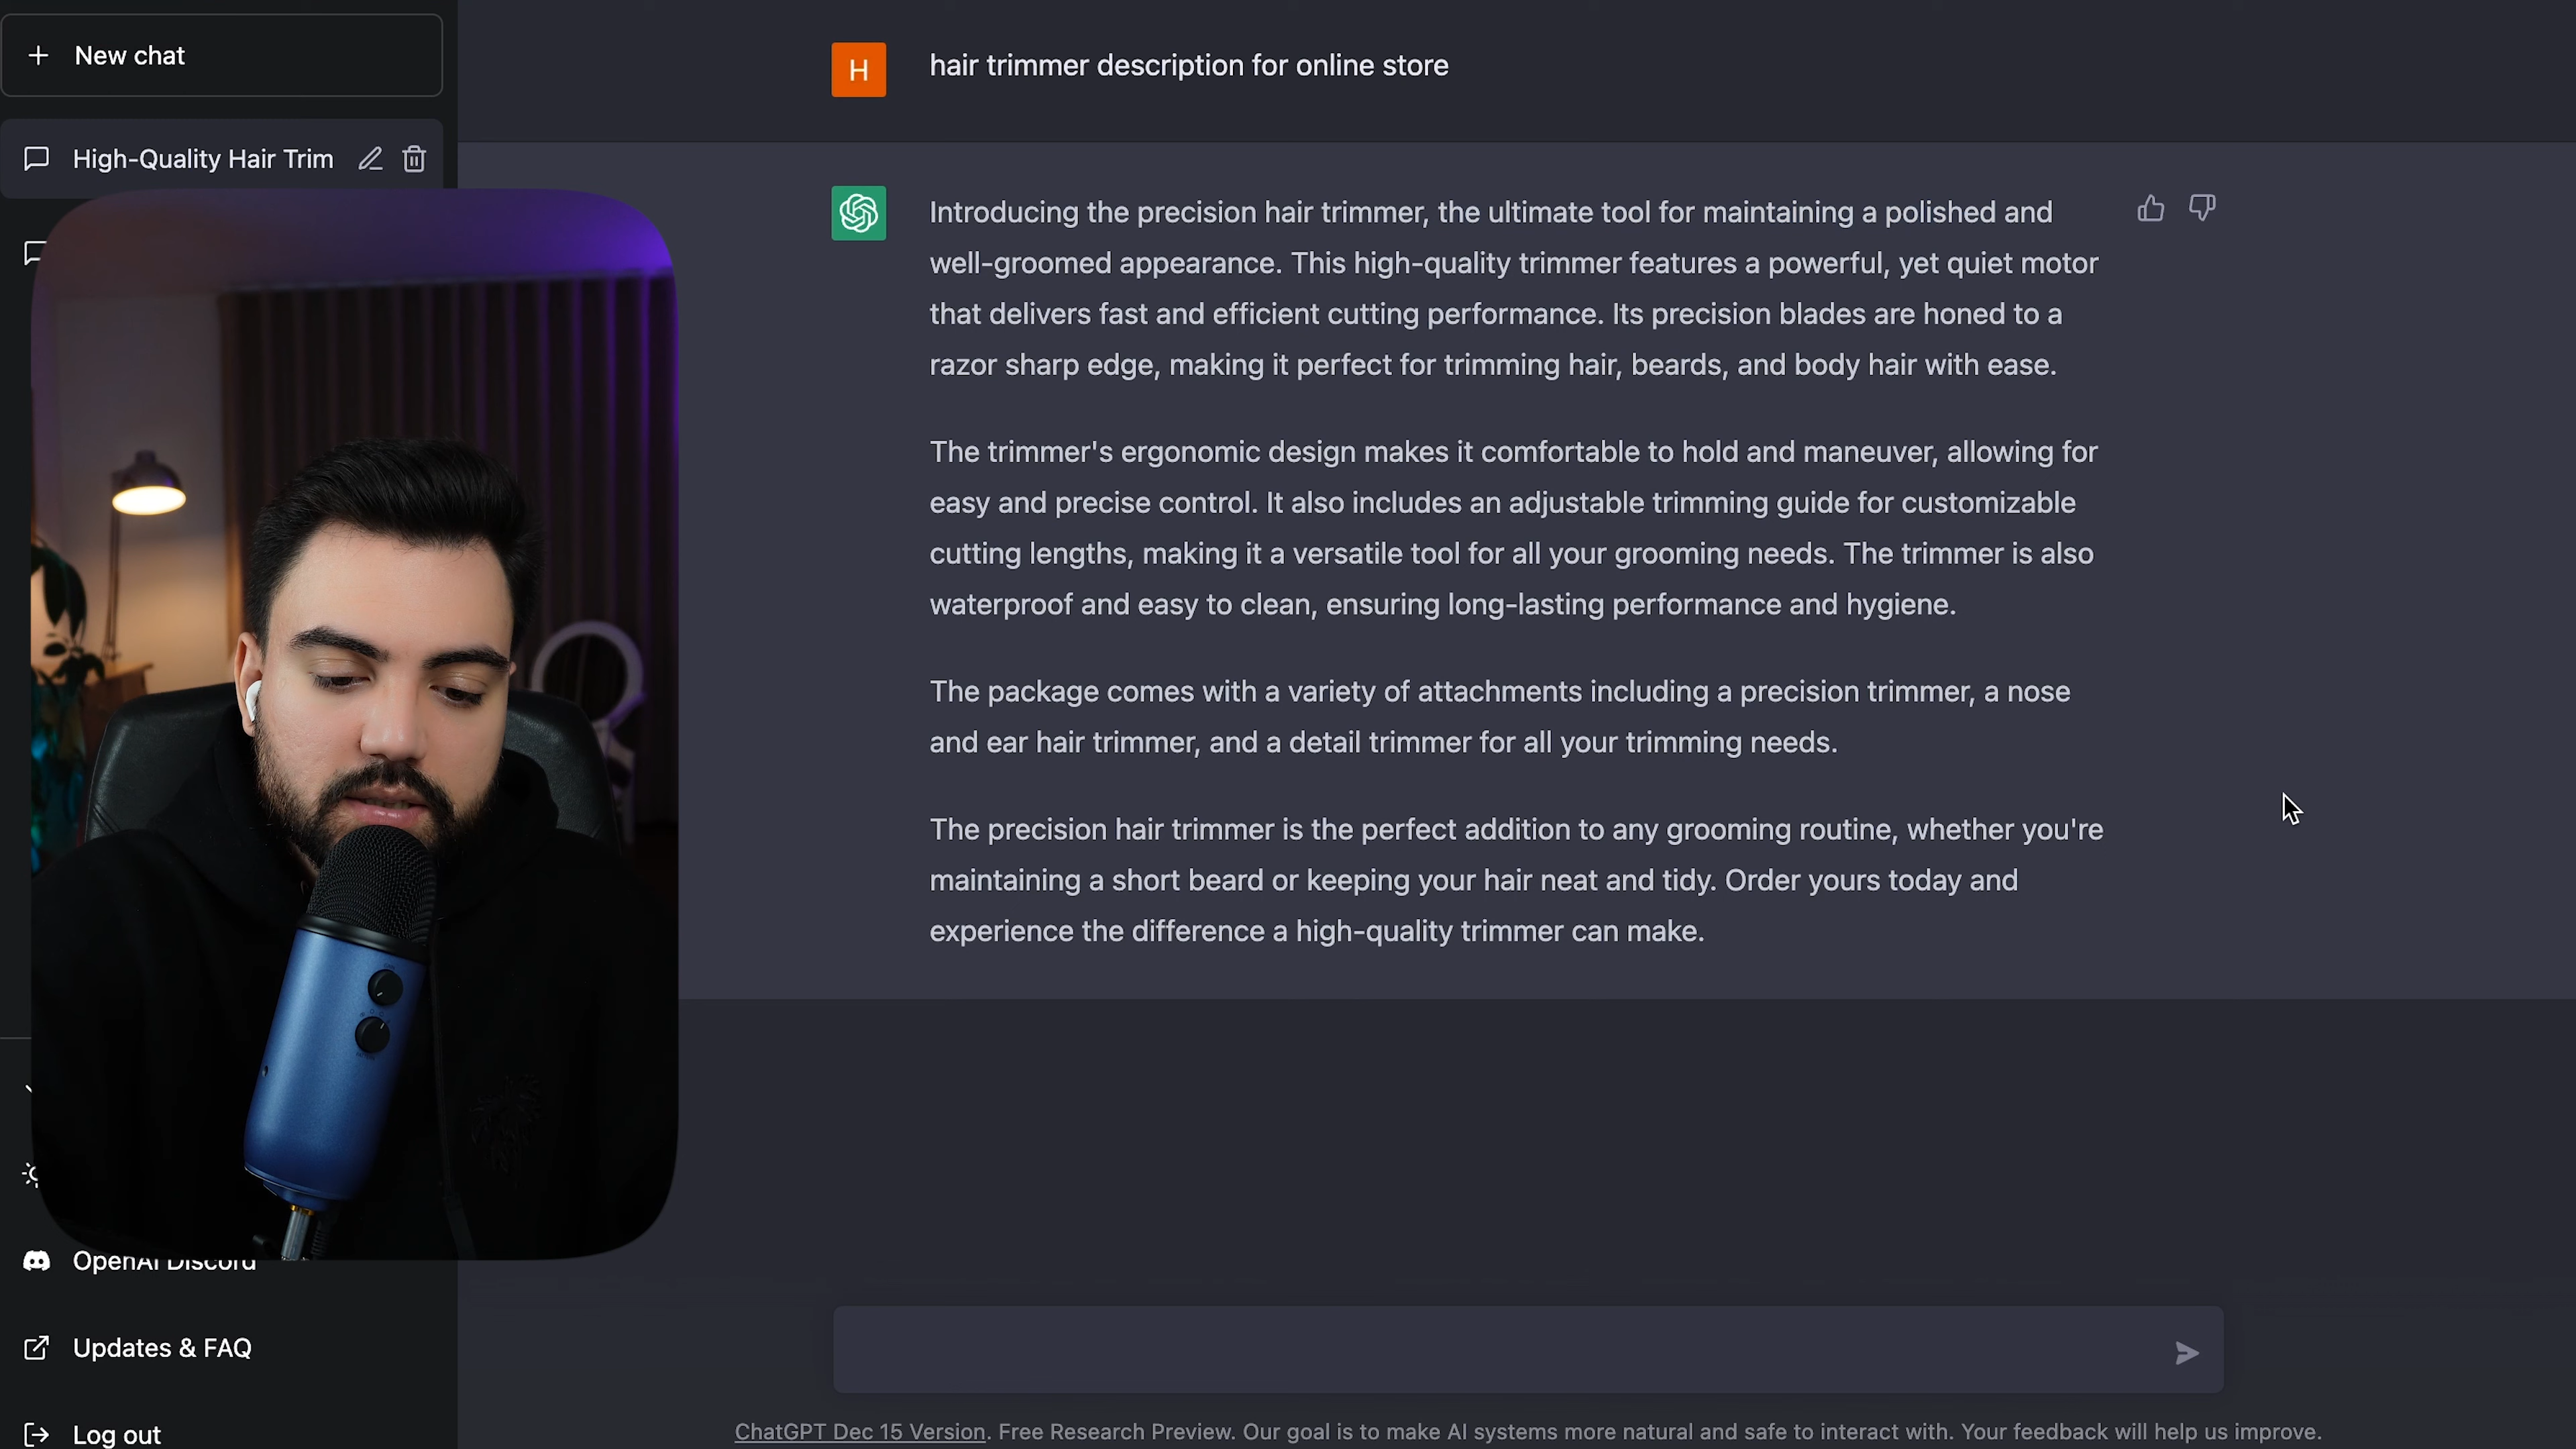 New chat
High-Quality Hair Trim
OpenAI Discord
Updates & FAQ
Log out
H
hair trimmer description for online store
Introducing the precision hair trimmer, the ultimate tool for maintaining a polished and
well-groomed appearance. This high-quality trimmer features a powerful, yet quiet motor
that delivers fast and efficient cutting performance. Its precision blades are honed to a
razor sharp edge, making it perfect for trimming hair, beards, and body hair with ease.
The trimmer's ergonomic design makes it comfortable to hold and maneuver, allowing for
easy and precise control. It also includes an adjustable trimming guide for customizable
cutting lengths, making it a versatile tool for all your grooming needs. The trimmer is also
waterproof and easy to clean, ensuring long-lasting performance and hygiene.
The package comes with a variety of attachments including a precision trimmer, a nose
and ear hair trimmer, and a detail trimmer for all your trimming needs.
The precision hair trimmer is the perfect addition to any grooming routine, whether you're
maintaining a short beard or keeping your hair neat and tidy. Order yours today and
experience the difference a high-quality trimmer can make.
ChatGPT Dec 15 Version. Free Research Preview. Our goal is to make AI systems more natural and safe to interact with. Your feedback will help us improve.